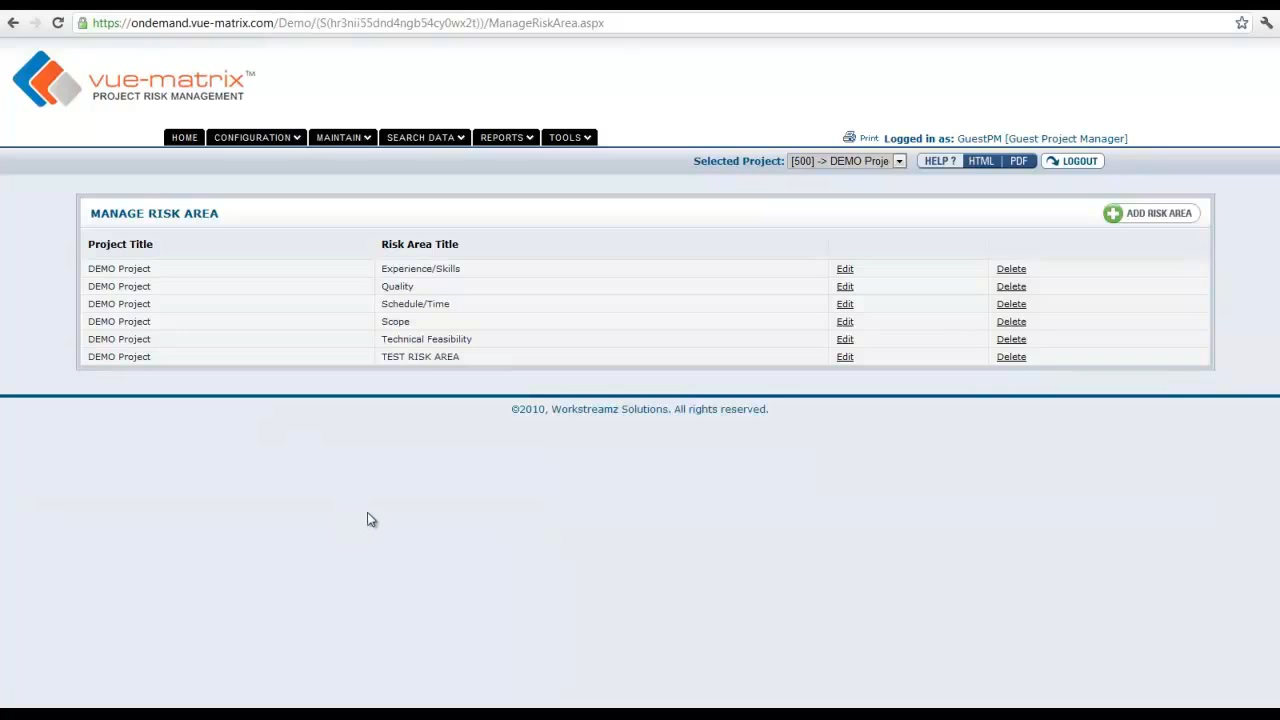 https://ondemand.vue-matrix.com/Demo/(S(hr3nii55dnd4ngb54cy0wx2t))/ManageRiskArea.aspx
vue-matrix™
PROJECT RISK MANAGEMENT
HOME CONFIGURATION MAINTAIN SEARCH DATA REPORTS TOOLS
Print Logged in as: GuestPM [Guest Project Manager]
Selected Project: [500] -> DEMO Proje HELP ? HTML | PDF LOGOUT
MANAGE RISK AREA ADD RISK AREA
Project Title Risk Area Title
DEMO Project Experience/Skills Edit Delete
DEMO Project Quality Edit Delete
DEMO Project Schedule/Time Edit Delete
DEMO Project Scope Edit Delete
DEMO Project Technical Feasibility Edit Delete
DEMO Project TEST RISK AREA Edit Delete
©2010, Workstreamz Solutions. All rights reserved.